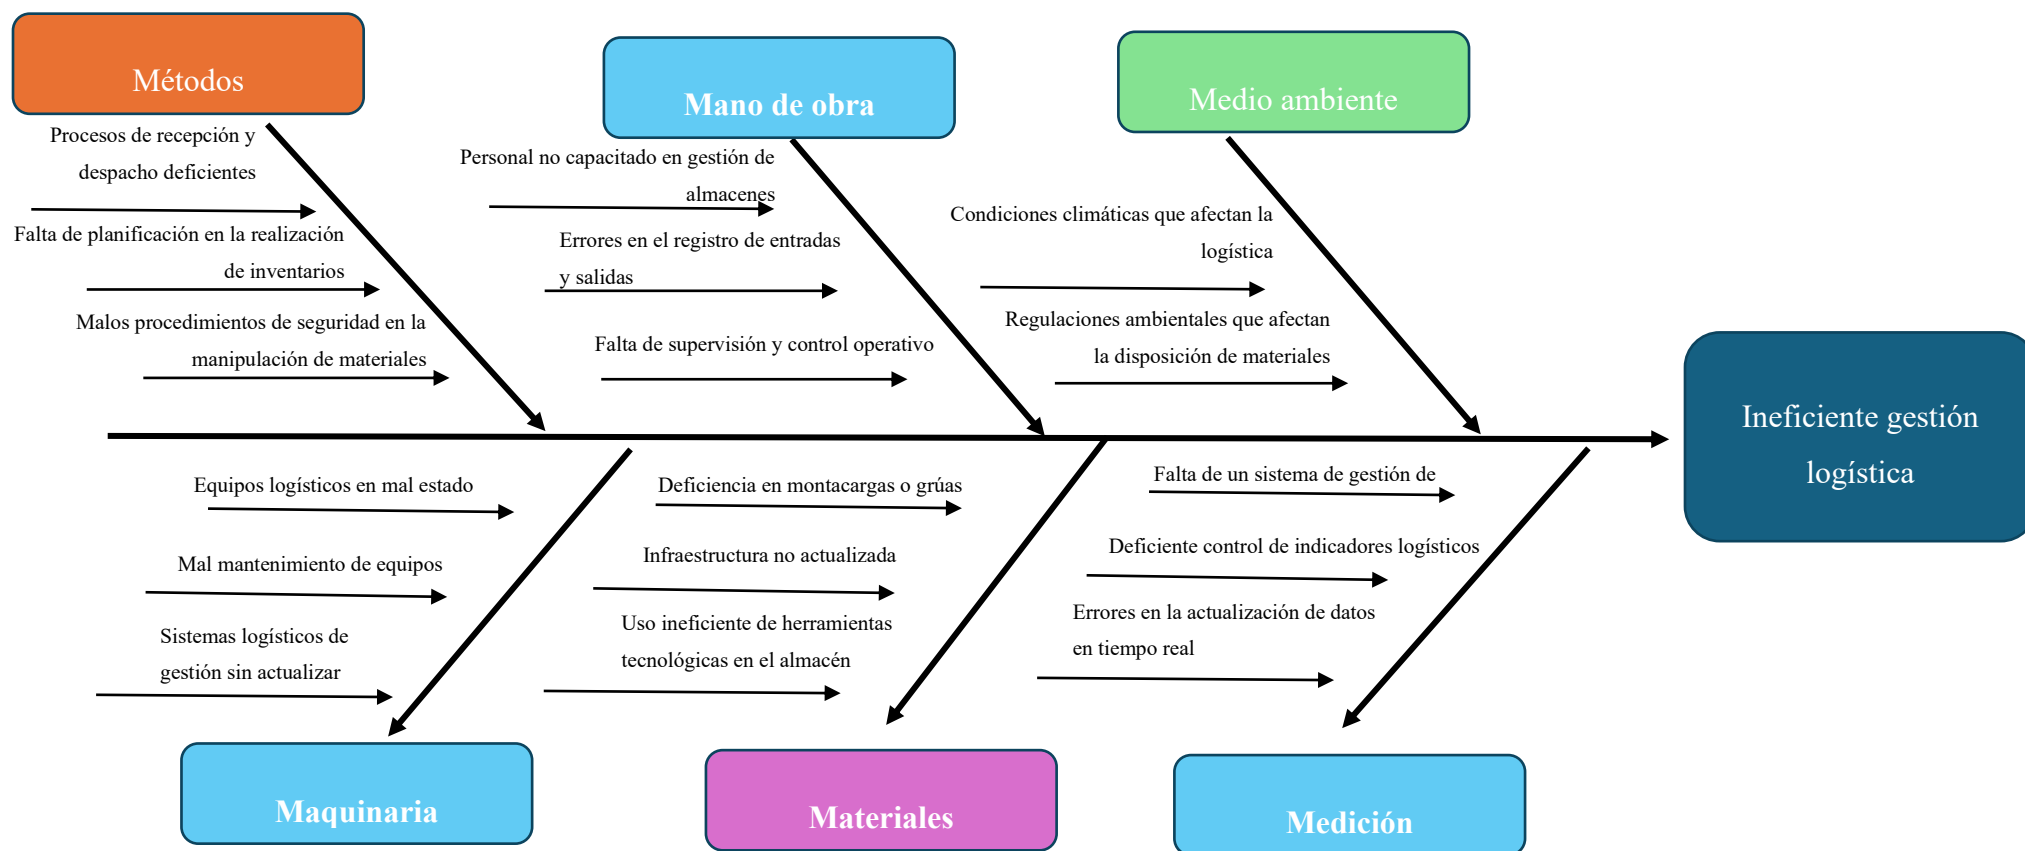 Métodos
Mano de obra
Medio ambiente
Procesos de recepción y
despacho deficientes
Falta de planificación en la realización
de inventarios
Malos procedimientos de seguridad en la
manipulación de materiales
Personal no capacitado en gestión de
almacenes
Errores en el registro de entradas
y salidas
Falta de supervisión y control operativo
Condiciones climáticas que afectan la
logística
Regulaciones ambientales que afectan
la disposición de materiales
Ineficiente gestión
logística
Equipos logísticos en mal estado
Mal mantenimiento de equipos
Sistemas logísticos de
gestión sin actualizar
Deficiencia en montacargas o grúas
Infraestructura no actualizada
Uso ineficiente de herramientas
tecnológicas en el almacén
Falta de un sistema de gestión de
Deficiente control de indicadores logísticos
Errores en la actualización de datos
en tiempo real
Maquinaria
Materiales
Medición